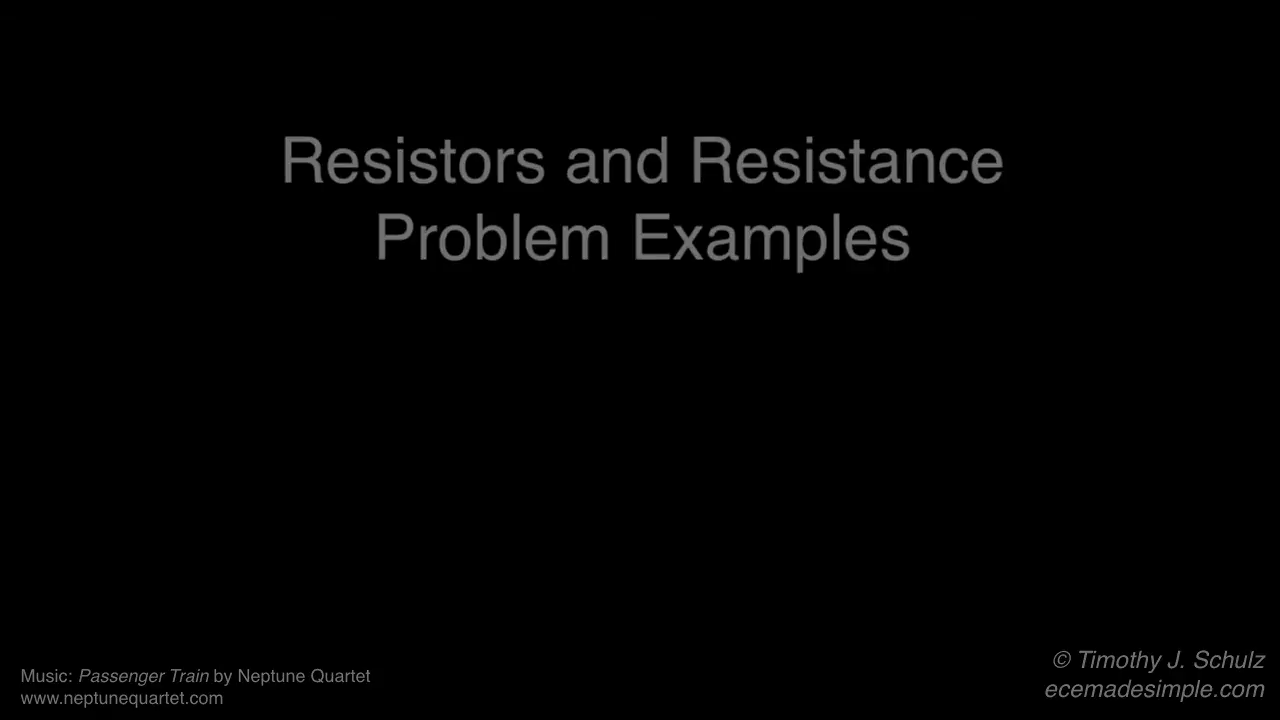 Resistors and Resistance
Problem Examples
Music: Passenger Train by Neptune Quartet
www.neptunequartet.com
© Timothy J. Schulz
ecemadesimple.com